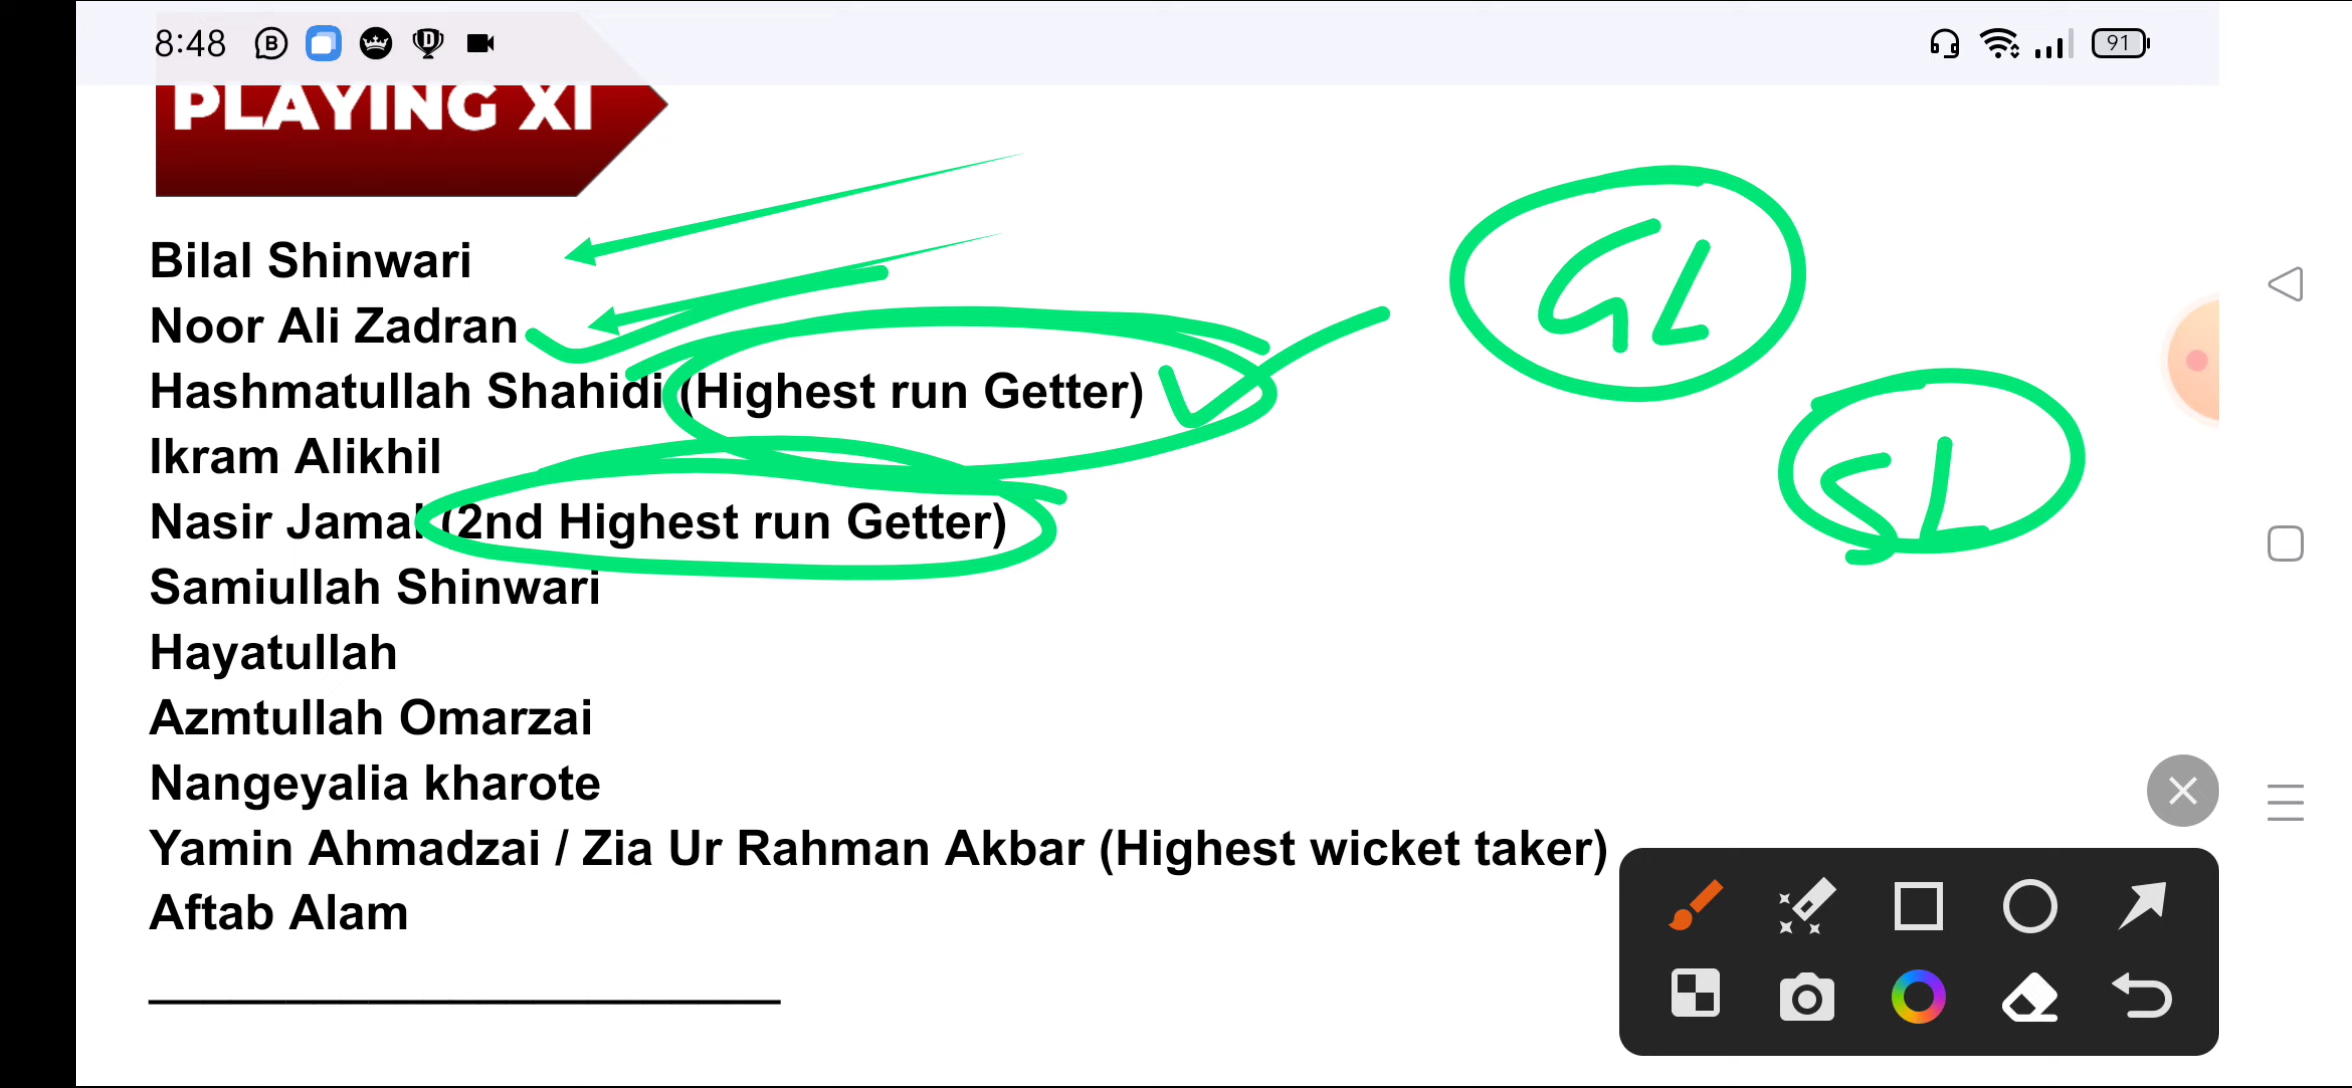 8:48
91
PLAYING XI
GL
SL
Bilal Shinwari
Noor Ali Zadran
Hashmatullah Shahidi (Highest run Getter)
Ikram Alikhil
Nasir Jamal (2nd Highest run Getter)
Samiullah Shinwari
Hayatullah
Azmtullah Omarzai
Nangeyalia kharote
Yamin Ahmadzai / Zia Ur Rahman Akbar (Highest wicket taker)
Aftab Alam